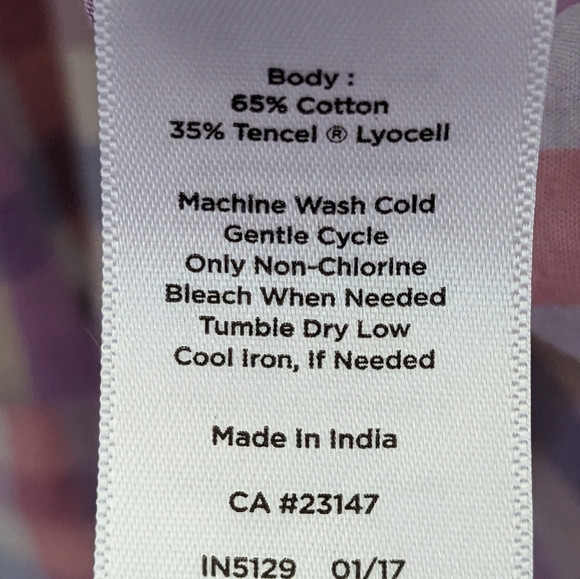 Body :
65% Cotton
35% Tencel ® Lyocell
Machine Wash Cold
Gentle Cycle
Only Non-Chlorine
Bleach When Needed
Tumble Dry Low
Cool Iron, If Needed
Made In India
CA #23147
IN5129 01/17